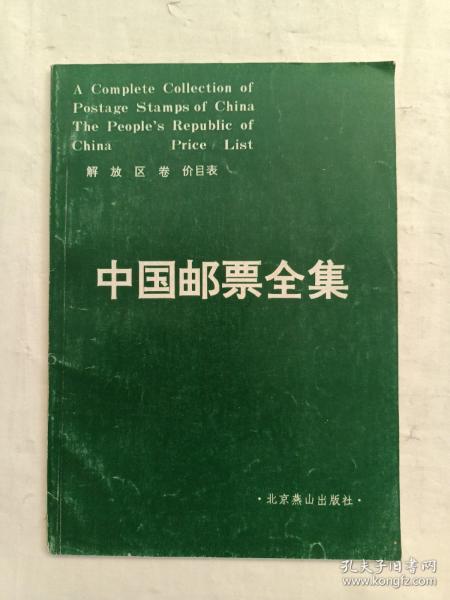 A Complete Collection of
Postage Stamps of China
The People's Republic of
China Price List
解放区卷 价目表
中国邮票全集
·北京燕山出版社·
孔夫子旧书网
www.kongfz.com